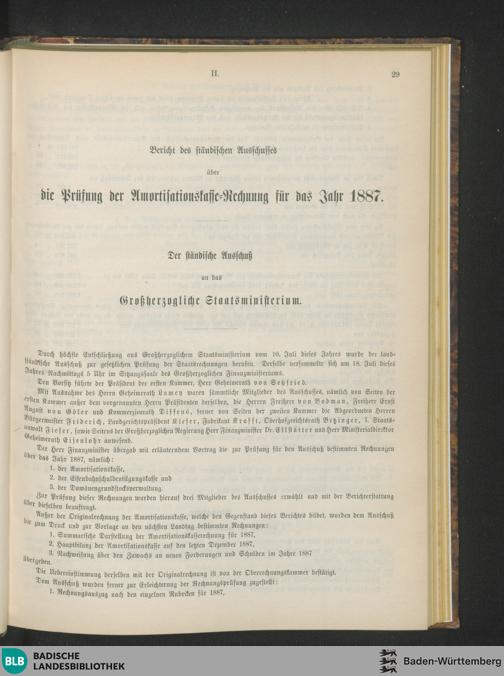 II.
29
Bericht des ständischen Ausschusses
über
die Prüfung der Amortisationskasse-Rechnung für das Jahr 1887.
Der ständische Ausschuß
an das
Großherzogliche Staatsministerium.
Durch höchste Entschließung aus Großherzoglichem Staatsministerium vom 10. Juli dieses Jahres wurde der land-
ständische Ausschuß zur gesetzlichen Prüfung der Staatsrechnungen berufen. Derselbe versammelte sich am 18. Juli dieses
Jahres Nachmittags 5 Uhr im Sitzungssaale des Großherzoglichen Finanzministeriums.
Den Vorsitz führte der Präsident der ersten Kammer, Herr Geheimerath von Seyfried.
Mit Ausnahme des Herrn Geheimerath Lamey waren sämmtliche Mitglieder des Ausschusses, nämlich von Seiten der
ersten Kammer außer dem vorgenannten Herrn Präsidenten derselben, die Herren Freiherr von Bodman, Freiherr Ernst
August von Göler und Kommerzienrath Diffené, ferner von Seiten der zweiten Kammer die Abgeordneten Herren
Bürgermeister Friderich, Landgerichtspräsident Kiefer, Fabrikant Krafft, Oberhofgerichtsrath Betzinger, I. Staats-
anwalt Fieser, sowie Seitens der Großherzoglichen Regierung Herr Finanzminister Dr. Ellstätter und Herr Ministerialdirektor
Geheimerath Eisenlohr anwesend.
Der Herr Finanzminister übergab mit erläuterndem Vortrag die zur Prüfung für den Ausschuß bestimmten Rechnungen
über das Jahr 1887, nämlich:
1. der Amortisationskasse,
2. der Eisenbahnschuldentilgungskasse und
3. der Domänengrundstocksverwaltung.
Zur Prüfung dieser Rechnungen wurden hierauf drei Mitglieder des Ausschusses erwählt und mit der Berichterstattung
über dieselben beauftragt.
Außer der Originalrechnung der Amortisationskasse, welche den Gegenstand dieses Berichtes bildet, wurden dem Ausschuß
die zum Druck und zur Vorlage an den nächsten Landtag bestimmten Rechnungen:
1. Summarische Darstellung der Amortisationskasserechnung für 1887,
2. Hauptbilanz der Amortisationskasse auf den letzten Dezember 1887,
3. Nachweisung über den Zuwachs an neuen Forderungen und Schulden im Jahre 1887
übergeben.
Die Uebereinstimmung derselben mit der Originalrechnung ist von der Oberrechnungskammer bestätigt.
Dem Ausschuß wurden ferner zur Erleichterung der Rechnungsprüfung zugestellt:
1. Rechnungsauszug nach den einzelnen Rubriken für 1887,
BLB
BADISCHE
LANDESBIBLIOTHEK
Baden-Württemberg